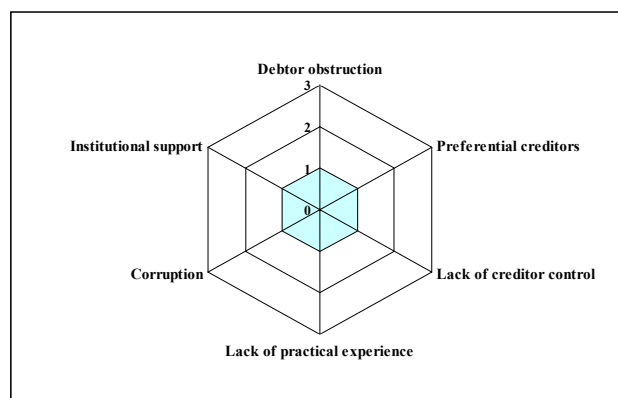 Debtor obstruction
3
Institutional support
2
Preferential creditors
1
0
Corruption
Lack of creditor control
Lack of practical experience